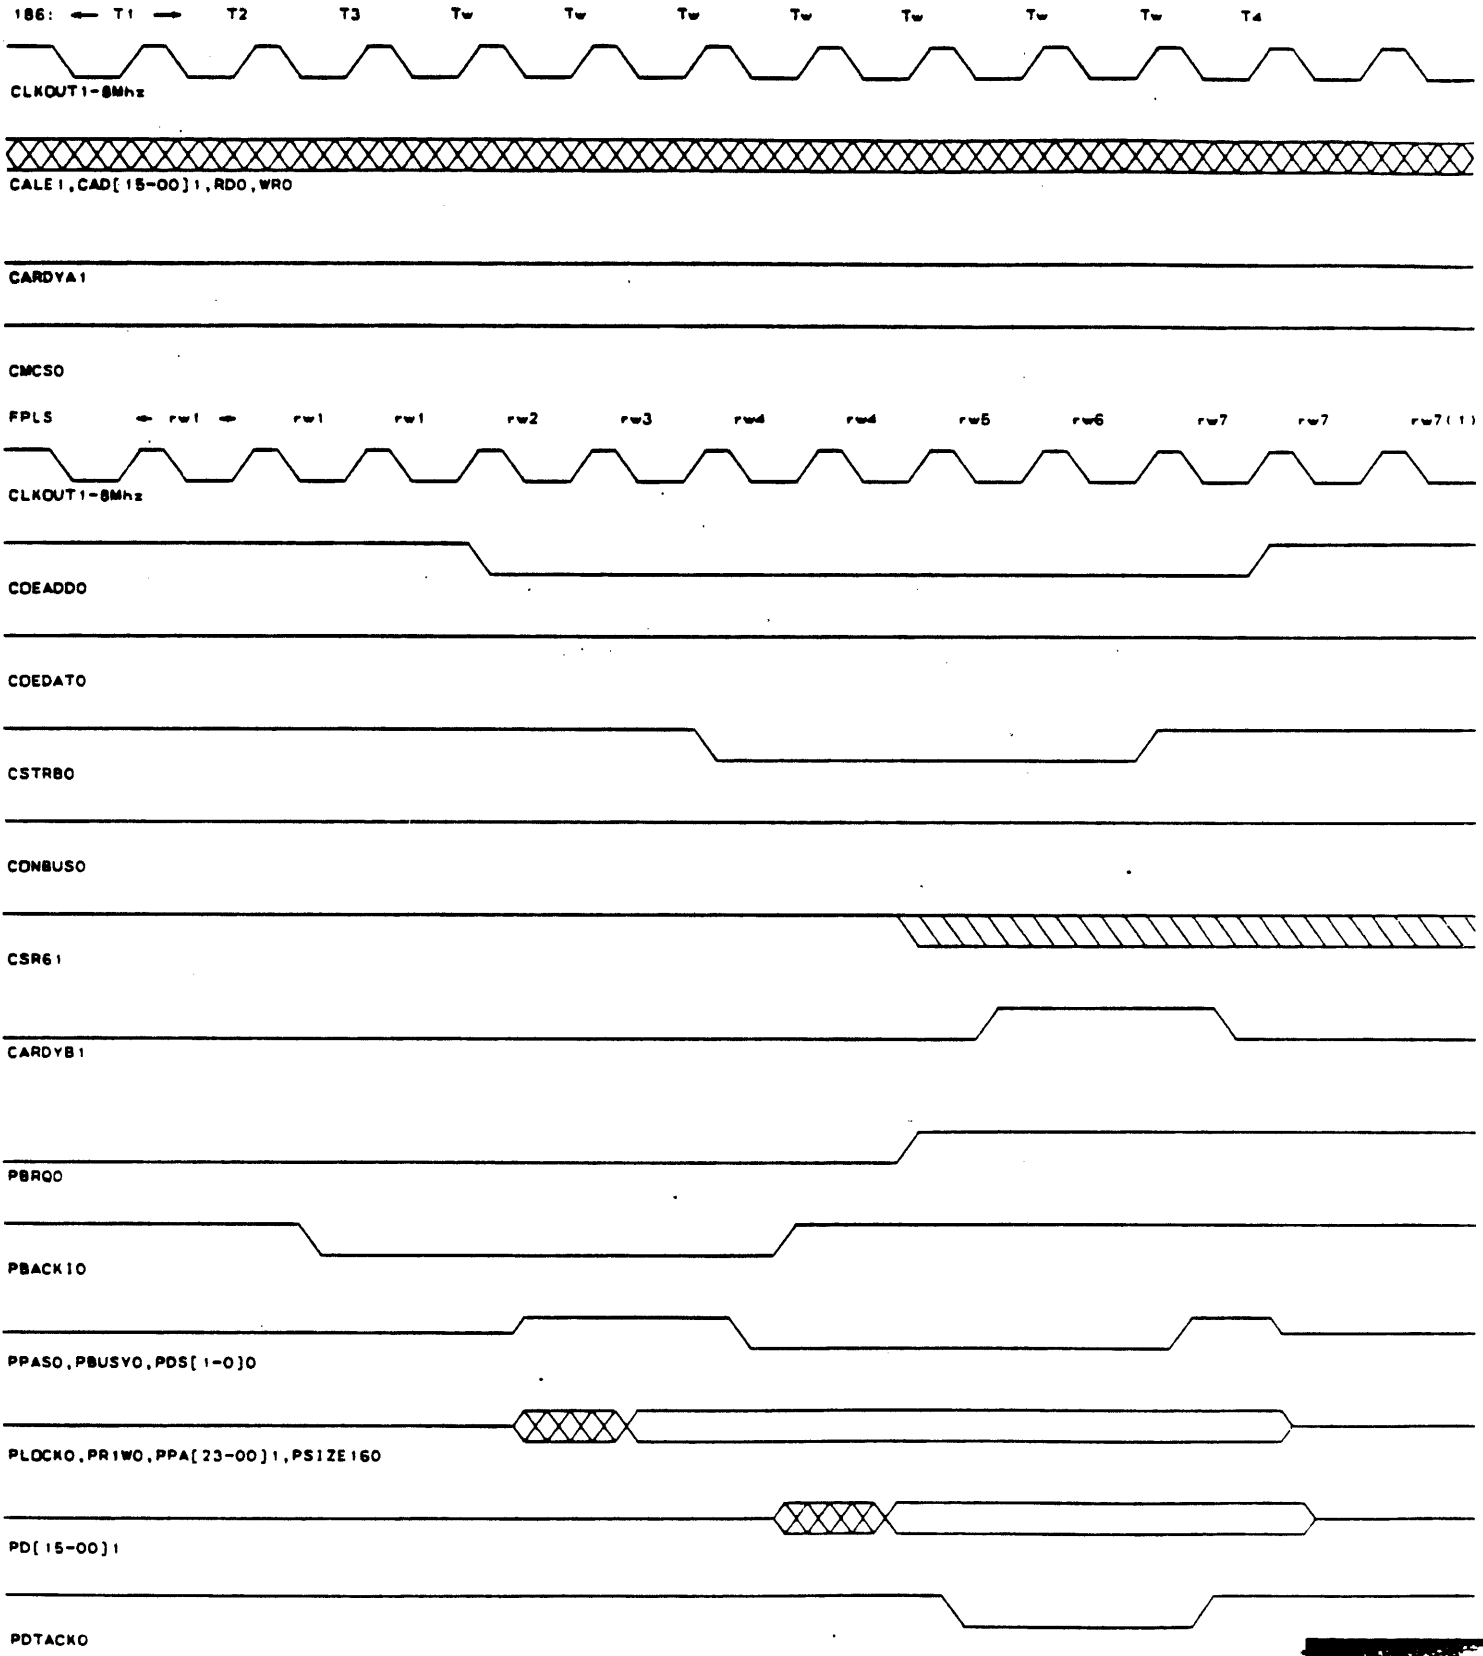 186: ← T1 → T2 T3 Tw Tw Tw Tw Tw Tw Tw T4
CLKOUT1-8Mhz
CALE1,CAD[15-00]1,RD0,WR0
CARDYA1
CMCS0
FPLS ← rw1 → rw1 rw1 rw2 rw3 rw4 rw4 rw5 rw6 rw7 rw7 rw7(1)
CLKOUT1-8Mhz
COEADD0
COEDAT0
CSTRB0
CONBUS0
CSR61
CARDYB1
PBRQ0
PBACKI0
PPAS0,PBUSY0,PDS[1-0]0
PLOCK0,PR1W0,PPA[23-00]1,PSIZE160
PD[15-00]1
PDTACK0